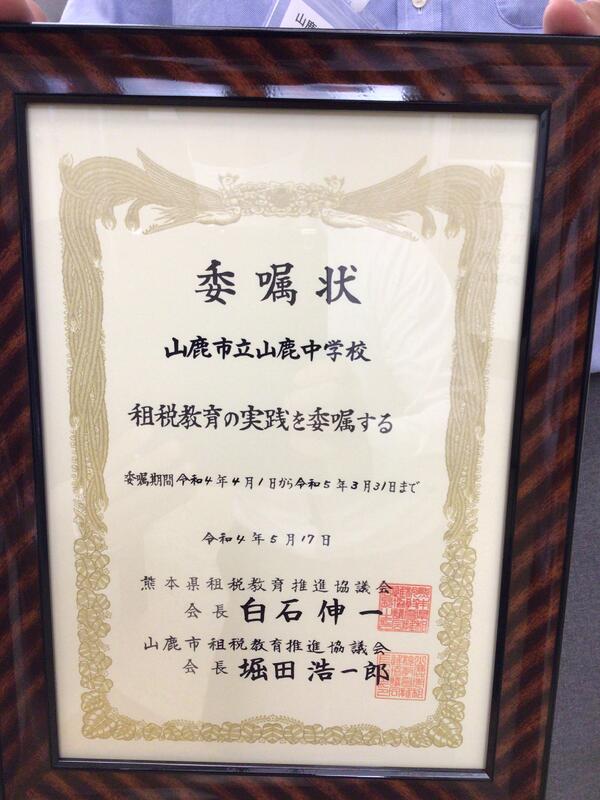 山鹿
委嘱状
山鹿市立山鹿中学校
租税教育の実践を委嘱する
委嘱期間令和4年4月1日から令和5年3月31日まで
令和4年5月17日
熊本県租税教育推進協議会
会長 白石伸一
山鹿市租税教育推進協議会
会長 堀田浩一郎